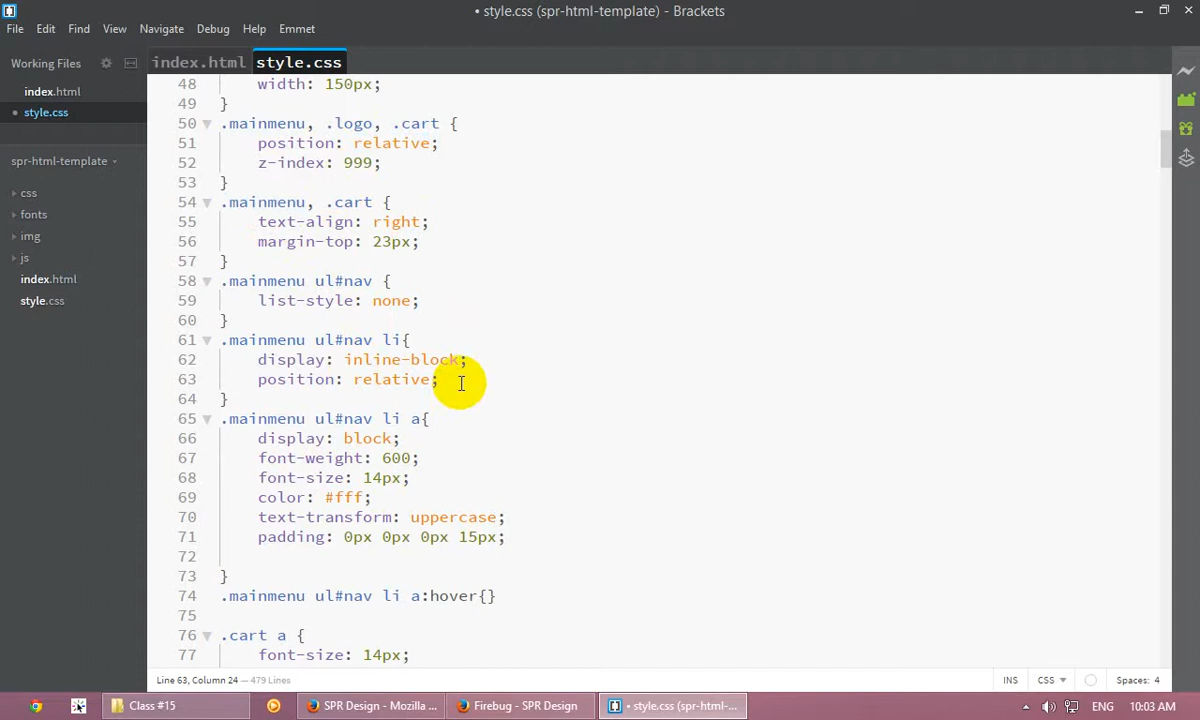 • style.css (spr-html-template) - Brackets
File Edit Find View Navigate Debug Help Emmet
Working Files
index.html
style.css
spr-html-template
css
fonts
img
js
index.html
style.css
index.html style.css
48 width: 150px;
49 }
50 .mainmenu, .logo, .cart {
51 position: relative;
52 z-index: 999;
53 }
54 .mainmenu, .cart {
55 text-align: right;
56 margin-top: 23px;
57 }
58 .mainmenu ul#nav {
59 list-style: none;
60 }
61 .mainmenu ul#nav li{
62 display: inline-block;
63 position: relative;
64 }
65 .mainmenu ul#nav li a{
66 display: block;
67 font-weight: 600;
68 font-size: 14px;
69 color: #fff;
70 text-transform: uppercase;
71 padding: 0px 0px 0px 15px;
72
73 }
74 .mainmenu ul#nav li a:hover{}
75
76 .cart a {
77 font-size: 14px;
Line 63, Column 24 — 479 Lines
INS CSS Spaces: 4
Class #15 SPR Design - Mozilla ... Firebug - SPR Design ... • style.css (spr-html-... ENG 10:03 AM